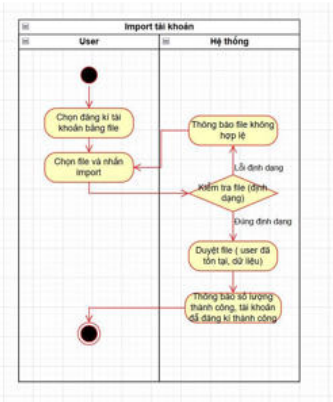 Import tài khoản
User
Hệ thống
Chọn đăng kí tài
khoản bằng file
Thông báo file không
hợp lệ
Chọn file và nhấn
import
Lỗi định dạng
Kiểm tra file (định
dạng)
Đúng định dạng
Duyệt file ( user đã
tồn tại, dữ liệu)
Thông báo số lượng
thành công, tài khoản
đã đăng kí thành công